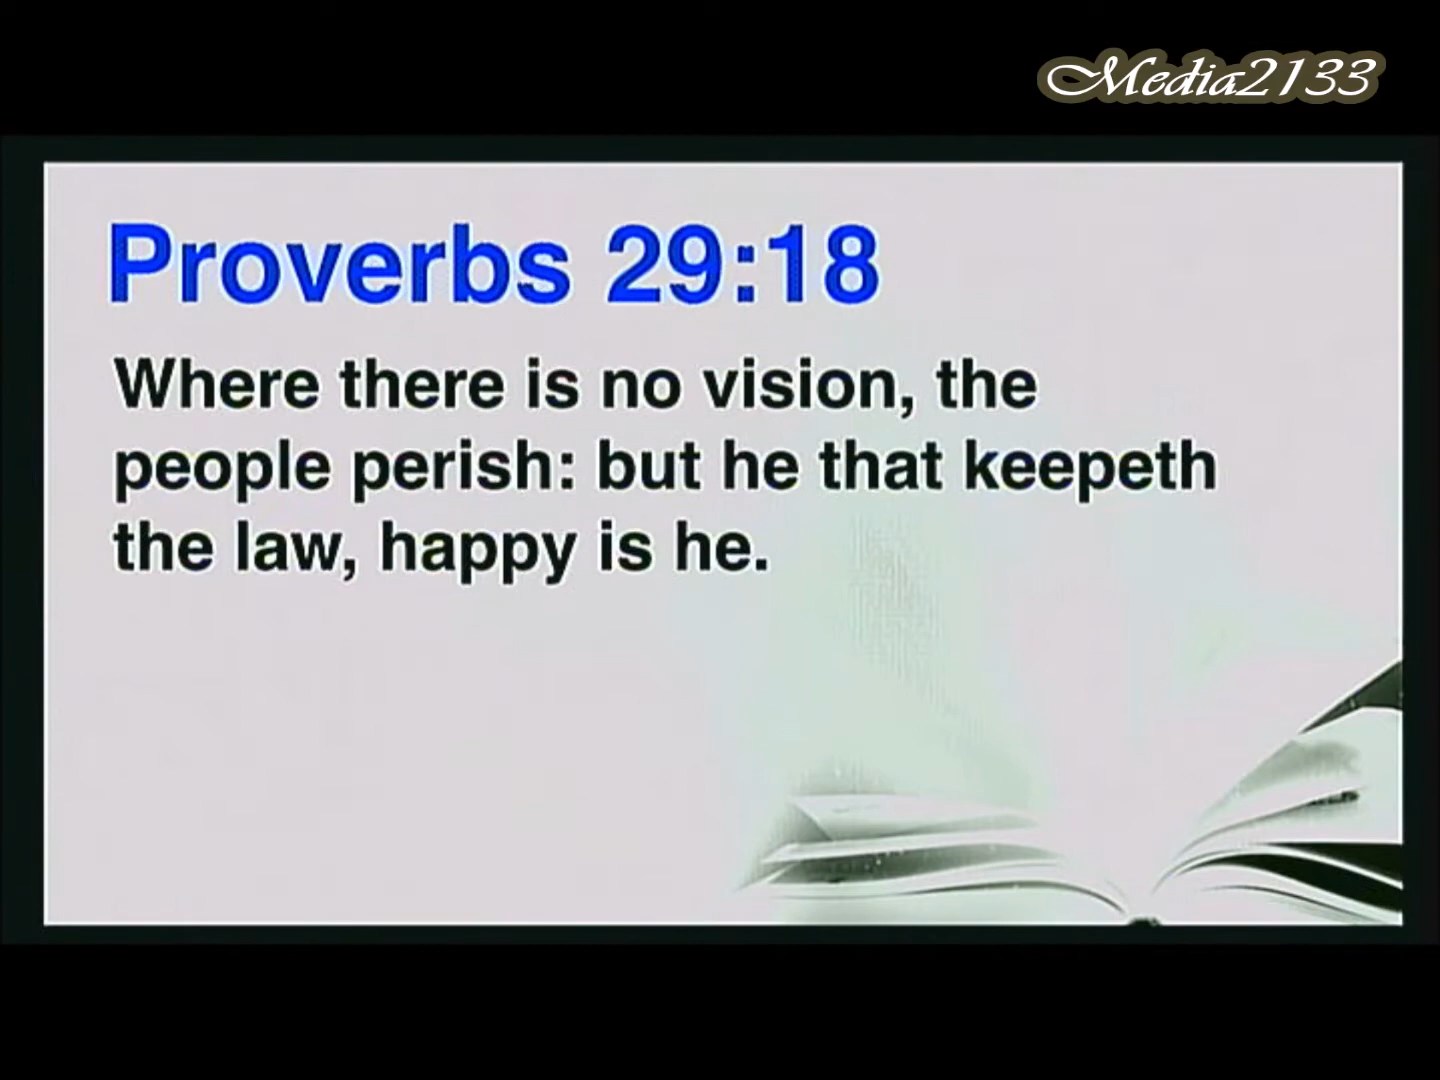 Media2133
Proverbs 29:18
Where there is no vision, the
people perish: but he that keepeth
the law, happy is he.